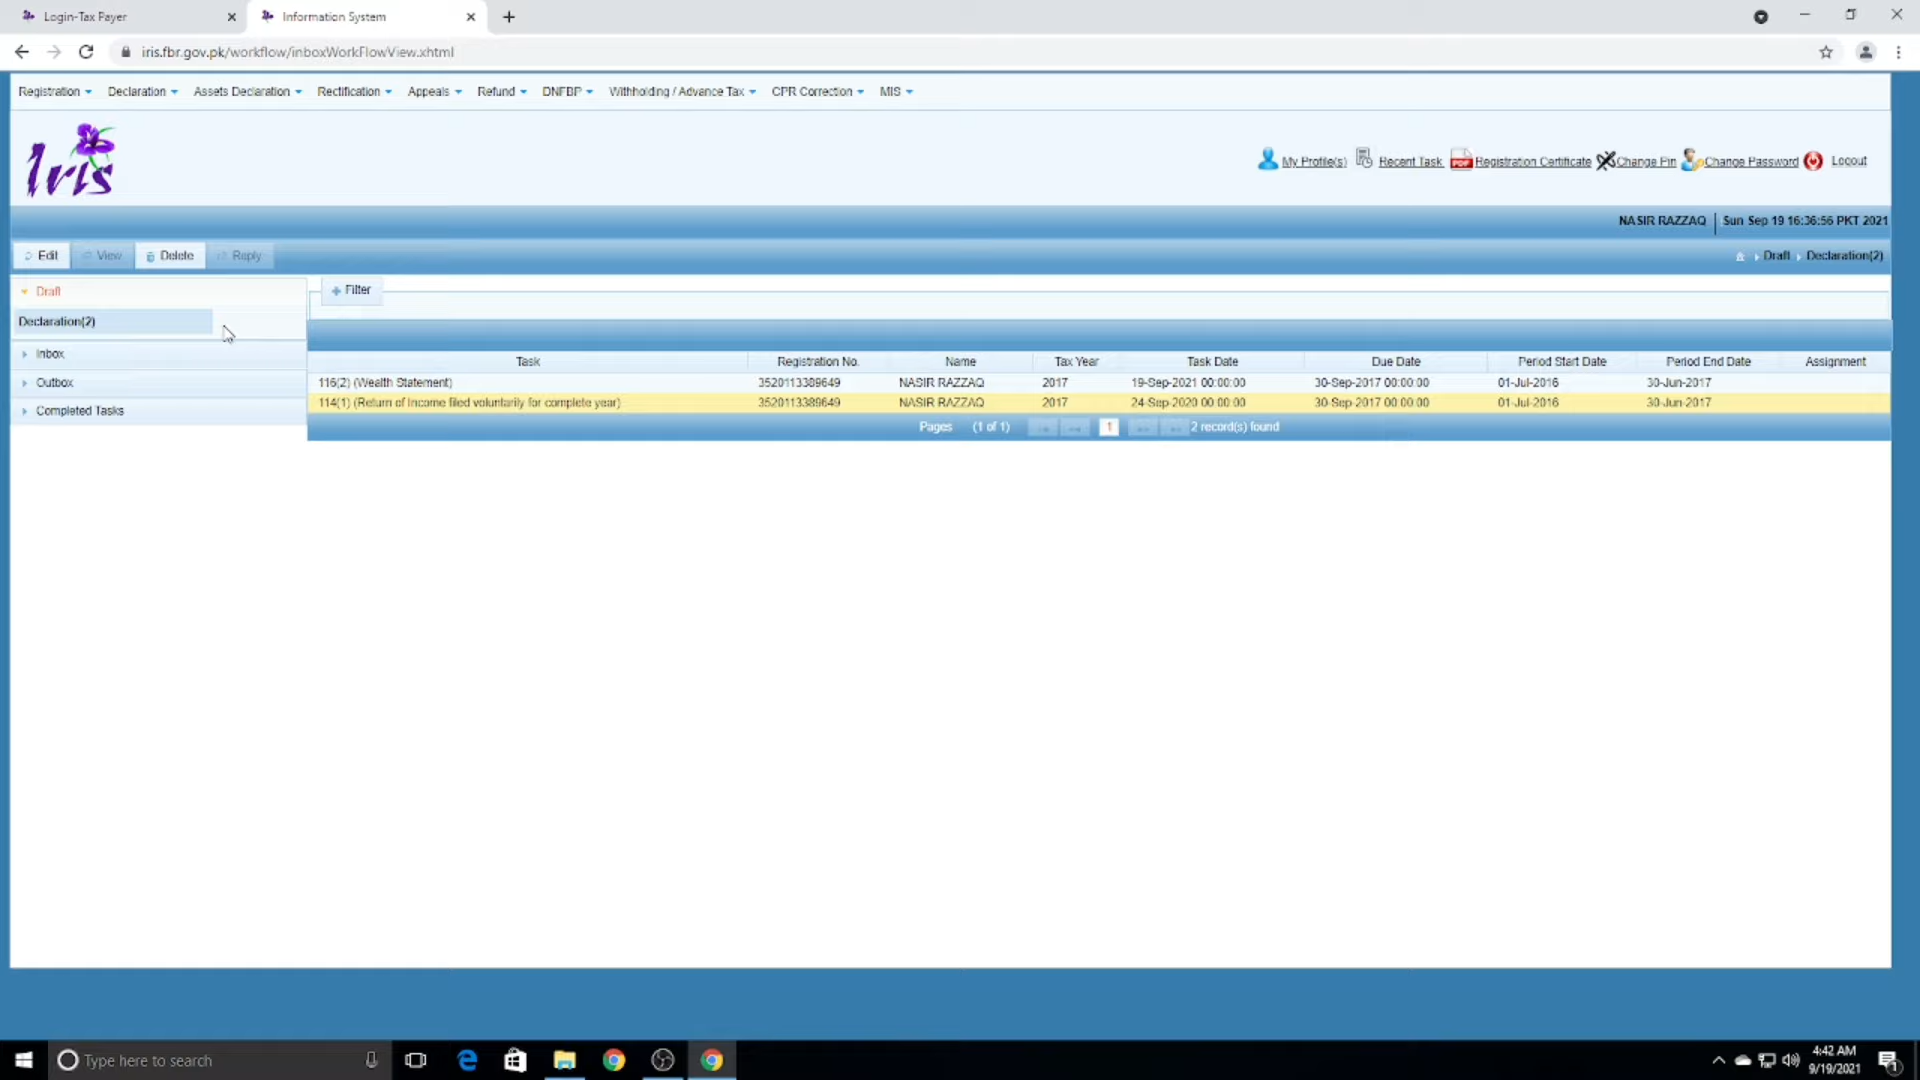 Login-Tax Payer
Information System
iris.fbr.gov.pk/workflow/inboxWorkFlowView.xhtml
Registration Declaration Assets Declaration Rectification Appeals Refund DNFBP Withholding / Advance Tax CPR Correction MIS
Iris
My Profile(s) Recent Task PDF Registration Certificate Change Pin Change Password Logout
NASIR RAZZAQ Sun Sep 19 16:36:56 PKT 2021
Edit View Delete Reply
Draft Declaration(2)
Draft
Filter
Declaration(2)
Inbox
Outbox
Completed Tasks
Task Registration No. Name Tax Year Task Date Due Date Period Start Date Period End Date Assignment
116(2) (Wealth Statement) 3520113389649 NASIR RAZZAQ 2017 19-Sep-2021 00:00:00 30-Sep-2017 00:00:00 01-Jul-2016 30-Jun-2017
114(1) (Return of Income filed voluntarily for complete year) 3520113389649 NASIR RAZZAQ 2017 24-Sep-2020 00:00:00 30-Sep-2017 00:00:00 01-Jul-2016 30-Jun-2017
Pages (1 of 1) 1 2 record(s) found
Type here to search
4:42 AM
9/19/2021
1